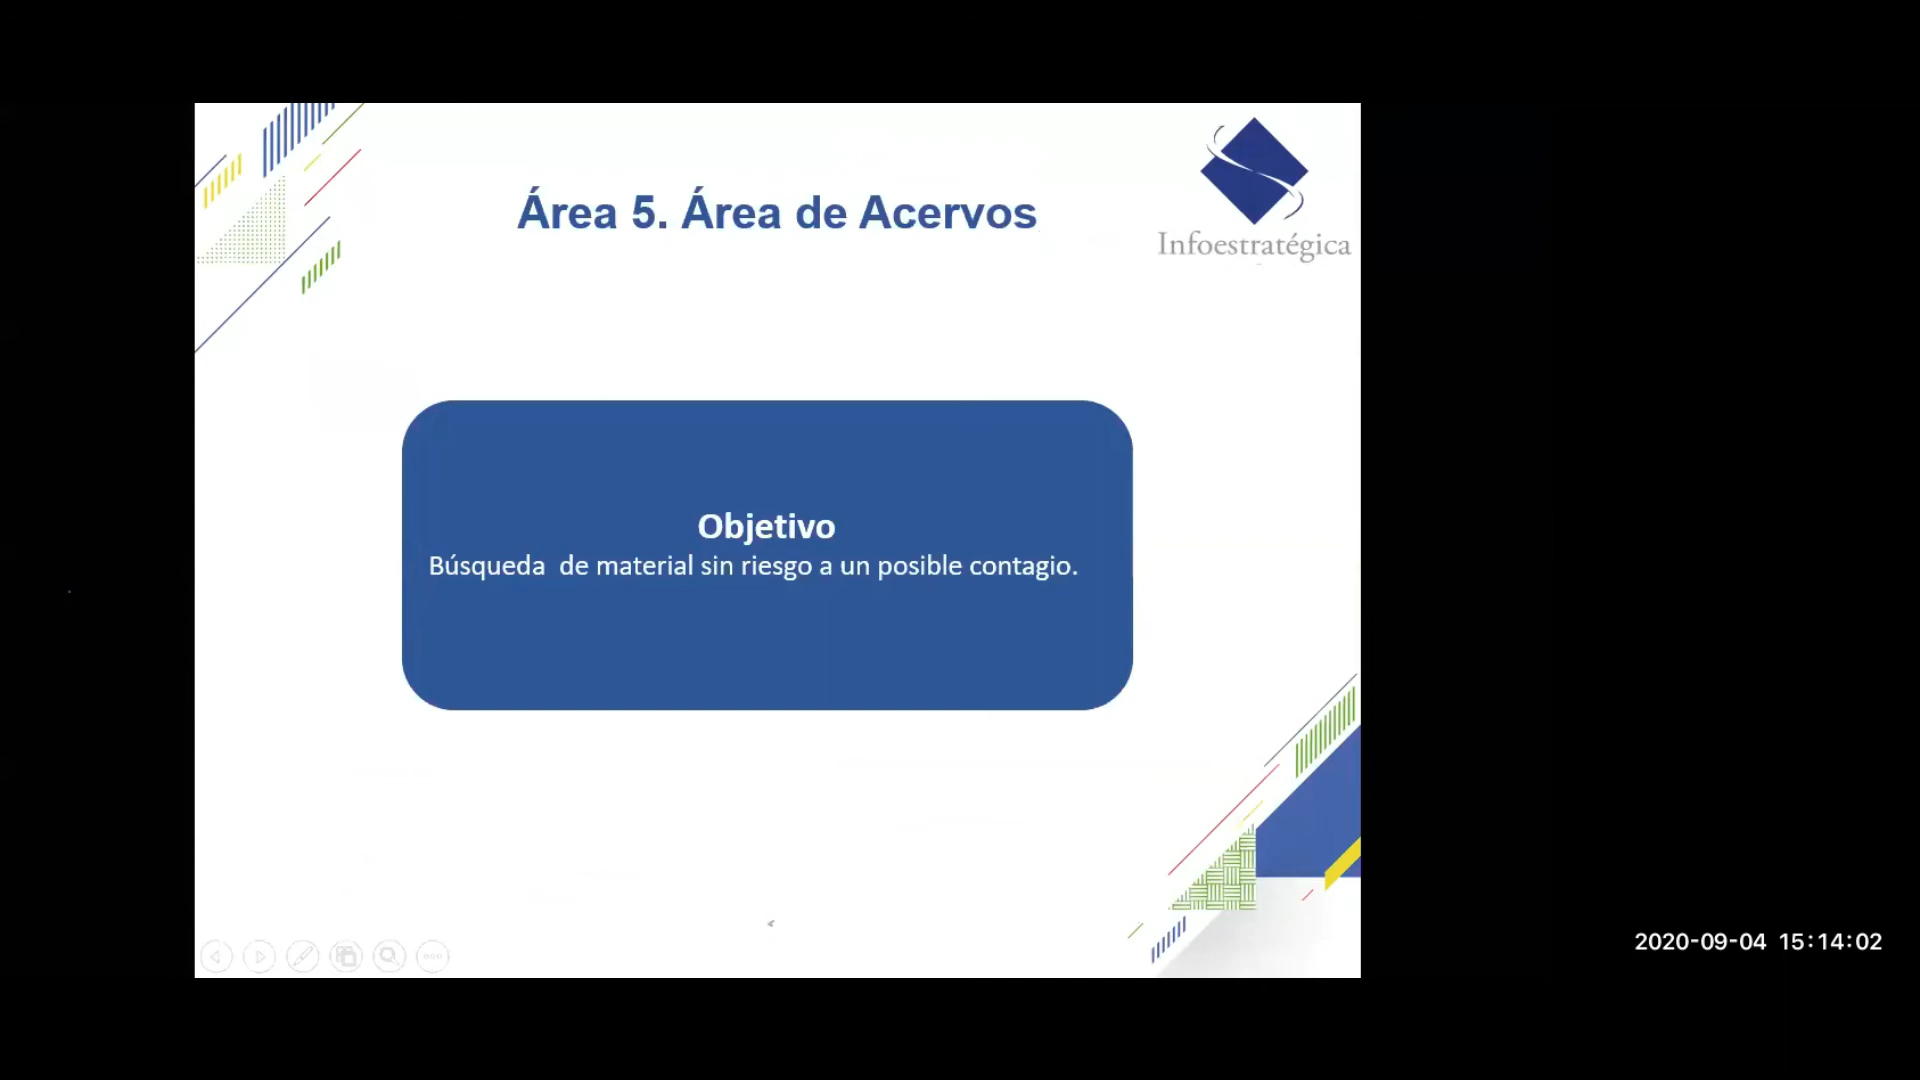 Área 5. Área de Acervos
Infoestratégica
Objetivo
Búsqueda  de material sin riesgo a un posible contagio.
2020-09-04 15:14:02